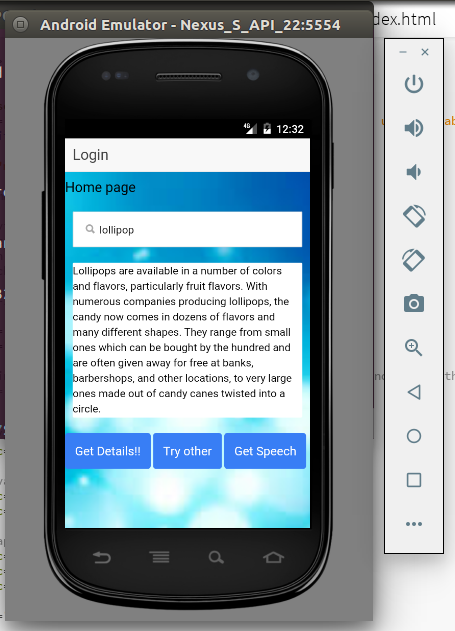 dex.html
Android Emulator - Nexus_S_API_22:5554
4G 12:32
Login
Home page
lollipop
Lollipops are available in a number of colors
and flavors, particularly fruit flavors. With
numerous companies producing lollipops, the
candy now comes in dozens of flavors and
many different shapes. They range from small
ones which can be bought by the hundred and
are often given away for free at banks,
barbershops, and other locations, to very large
ones made out of candy canes twisted into a
circle.
Get Details!! Try other Get Speech